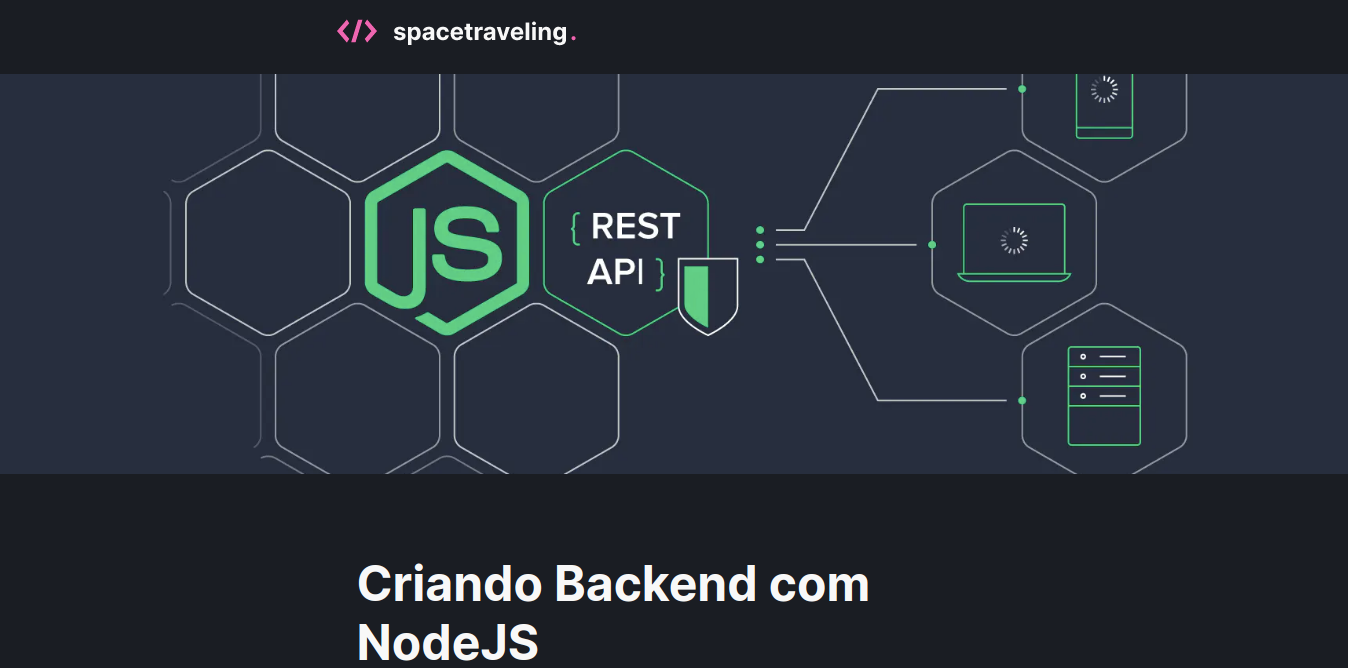 </> spacetraveling.
JS
{ REST
API }
Criando Backend com
NodeJS